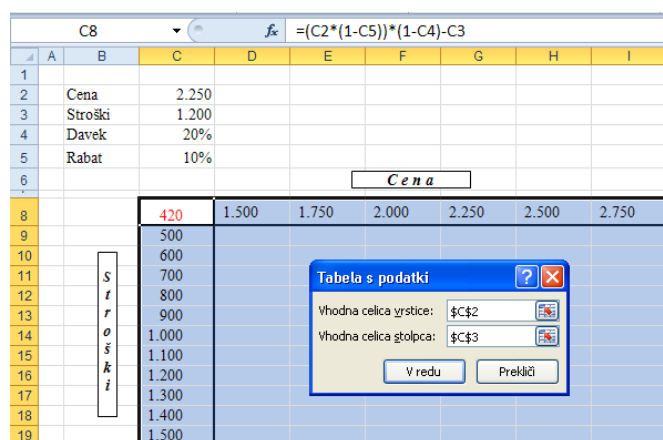 C8 fx =(C2*(1-C5))*(1-C4)-C3
A B C D E F G H I
1
2 Cena 2.250
3 Stroški 1.200
4 Davek 20%
5 Rabat 10%
6 Cena
8 420 1.500 1.750 2.000 2.250 2.500 2.750
9 500
10 600
11 S 700
12 t 800
13 r 900
14 o 1.000
15 š 1.100
16 k 1.200
17 i 1.300
18 1.400
19 1.500
Tabela s podatki
Vhodna celica vrstice: $C$2
Vhodna celica stolpca: $C$3
V redu Prekliči